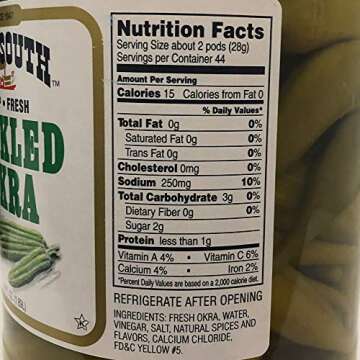 SOUTH
TM
FRESH
KLED
KRA
Nutrition Facts
Serving Size about 2 pods (28g)
Servings per Container 44
Amount Per Serving
Calories 15 Calories from Fat 0
% Daily Values*
Total Fat 0g 0%
Saturated Fat 0g 0%
Trans Fat 0g 0%
Cholesterol 0mg 0%
Sodium 250mg 10%
Total Carbohydrate 3g 0%
Dietary Fiber 0g 0%
Sugar 2g
Protein less than 1g
Vitamin A 4% • Vitamin C 6%
Calcium 4% • Iron 2%
*Percent Daily Values are based on a 2,000 calorie diet.
REFRIGERATE AFTER OPENING
INGREDIENTS: FRESH OKRA, WATER,
VINEGAR, SALT, NATURAL SPICES AND
FLAVORS, CALCIUM CHLORIDE,
FD&C YELLOW #5.